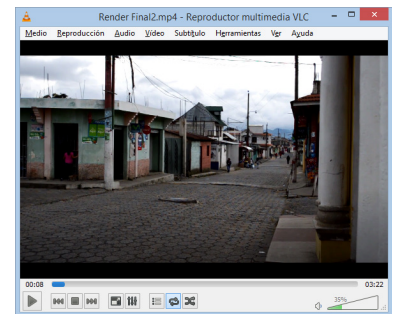 Render Final2.mp4 - Reproductor multimedia VLC
Medio Reproducción Audio Vídeo Subtítulo Herramientas Ver Ayuda
00:08 03:22
35%